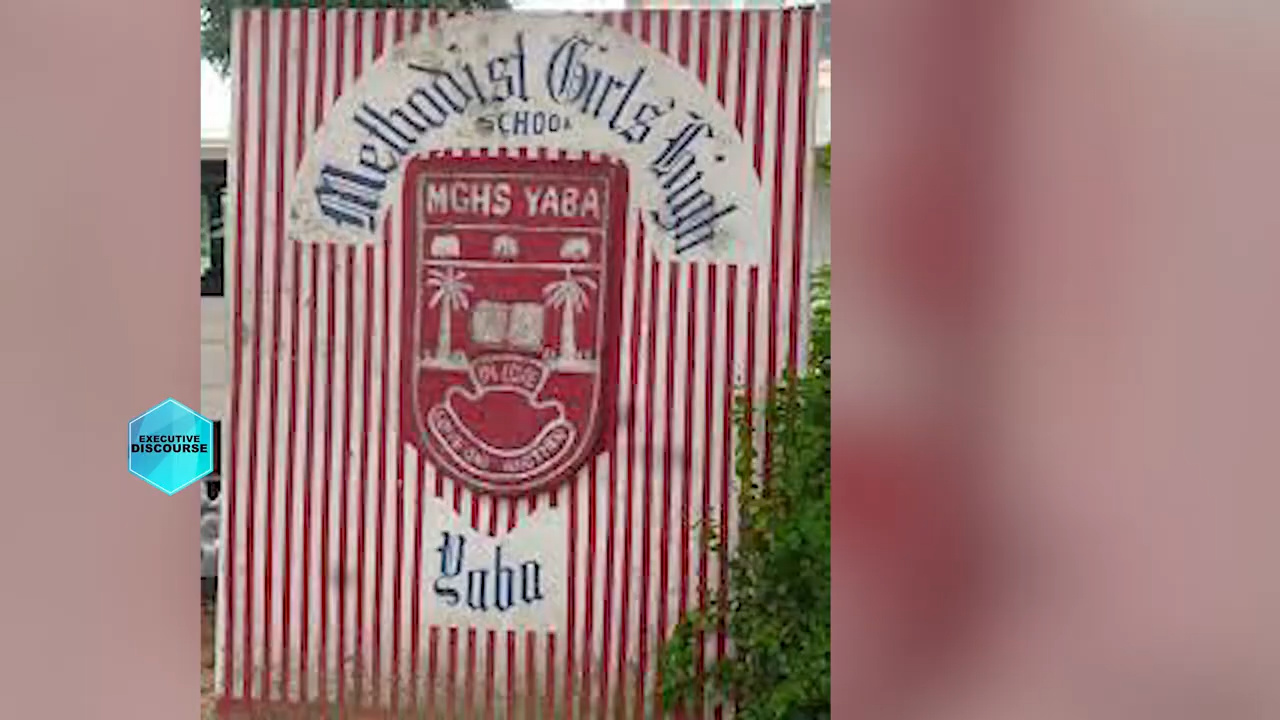 Methodist Girls' High
SCHOOL
MGHS YABA
Yaba
EXECUTIVE
DISCOURSE